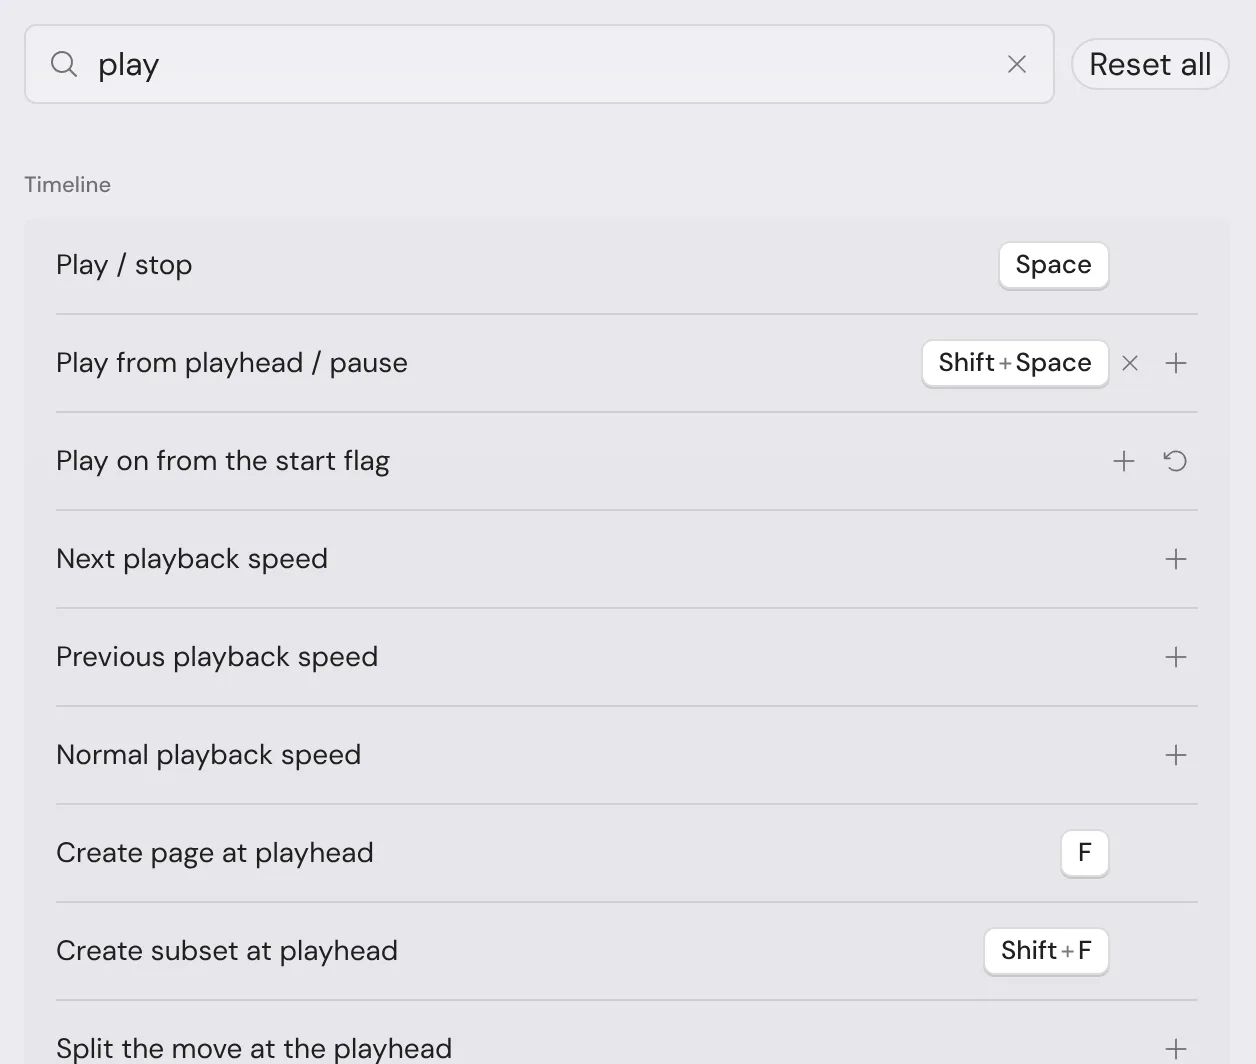 play
Reset all
Timeline
Play / stop
Space
Play from playhead / pause
Shift+Space
Play on from the start flag
Next playback speed
Previous playback speed
Normal playback speed
Create page at playhead
F
Create subset at playhead
Shift+F
Split the move at the playhead